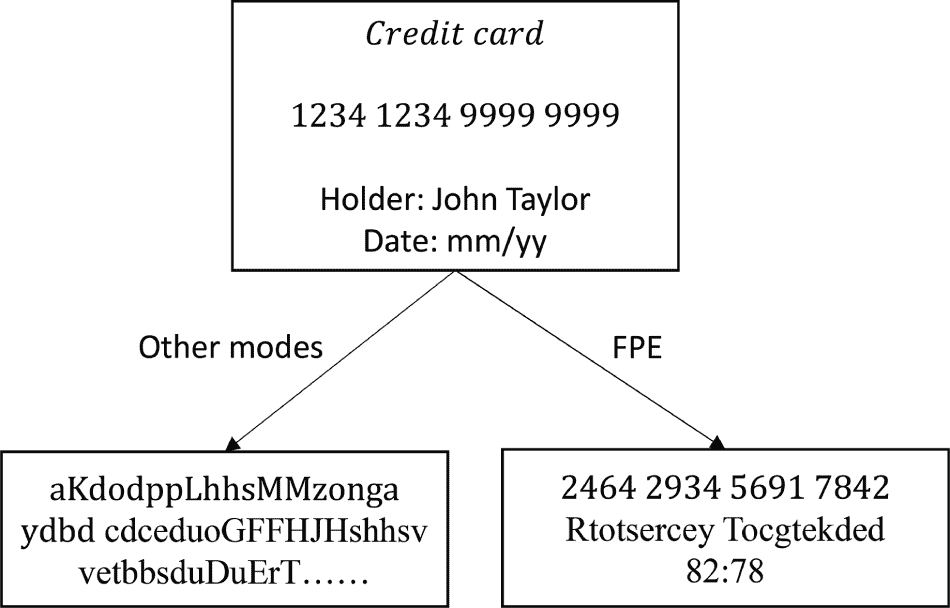 Credit card
1234 1234 9999 9999
Holder: John Taylor
Date: mm/yy
Other modes
FPE
aKdodppLhhsMMzonga
ydbd cdceduoGFFHJHshhsv
vetbbsduDuErT……
2464 2934 5691 7842
Rtotsercey Tocgtekded
82:78